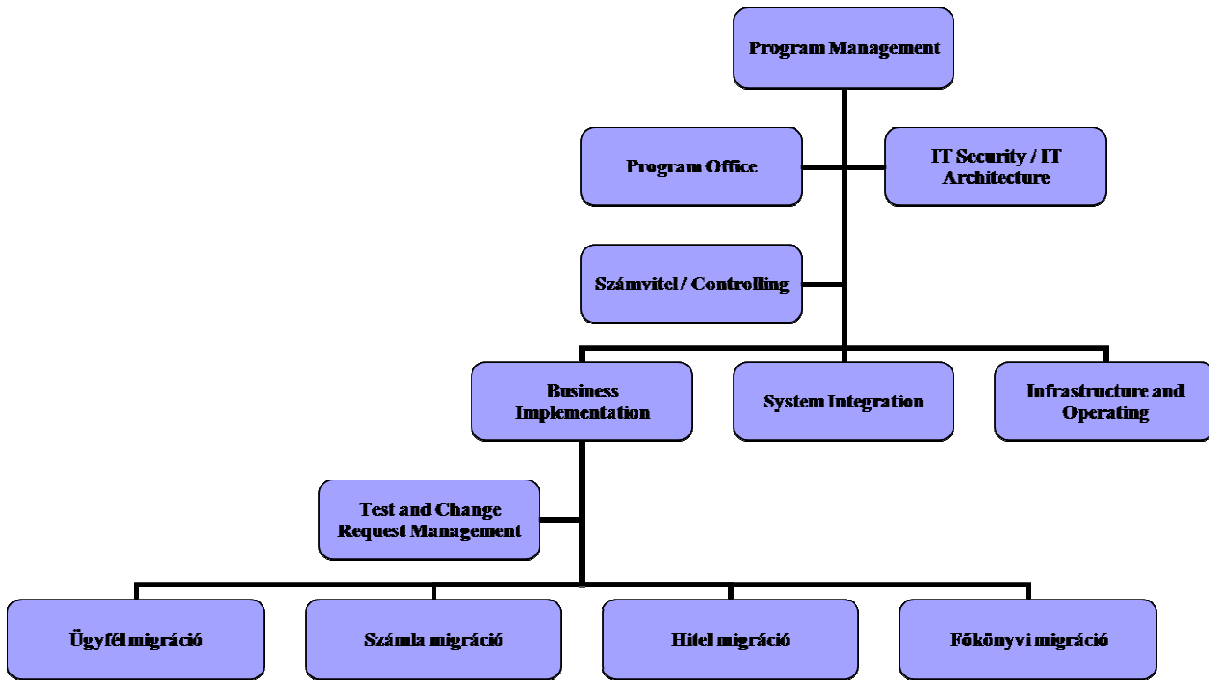 Program Management
Program Office
IT Security / IT
Architecture
Számvitel / Controlling
Business
Implementation
System Integration
Infrastructure and
Operating
Test and Change
Request Management
Ügyfél migráció
Számla migráció
Hitel migráció
Főkönyvi migráció